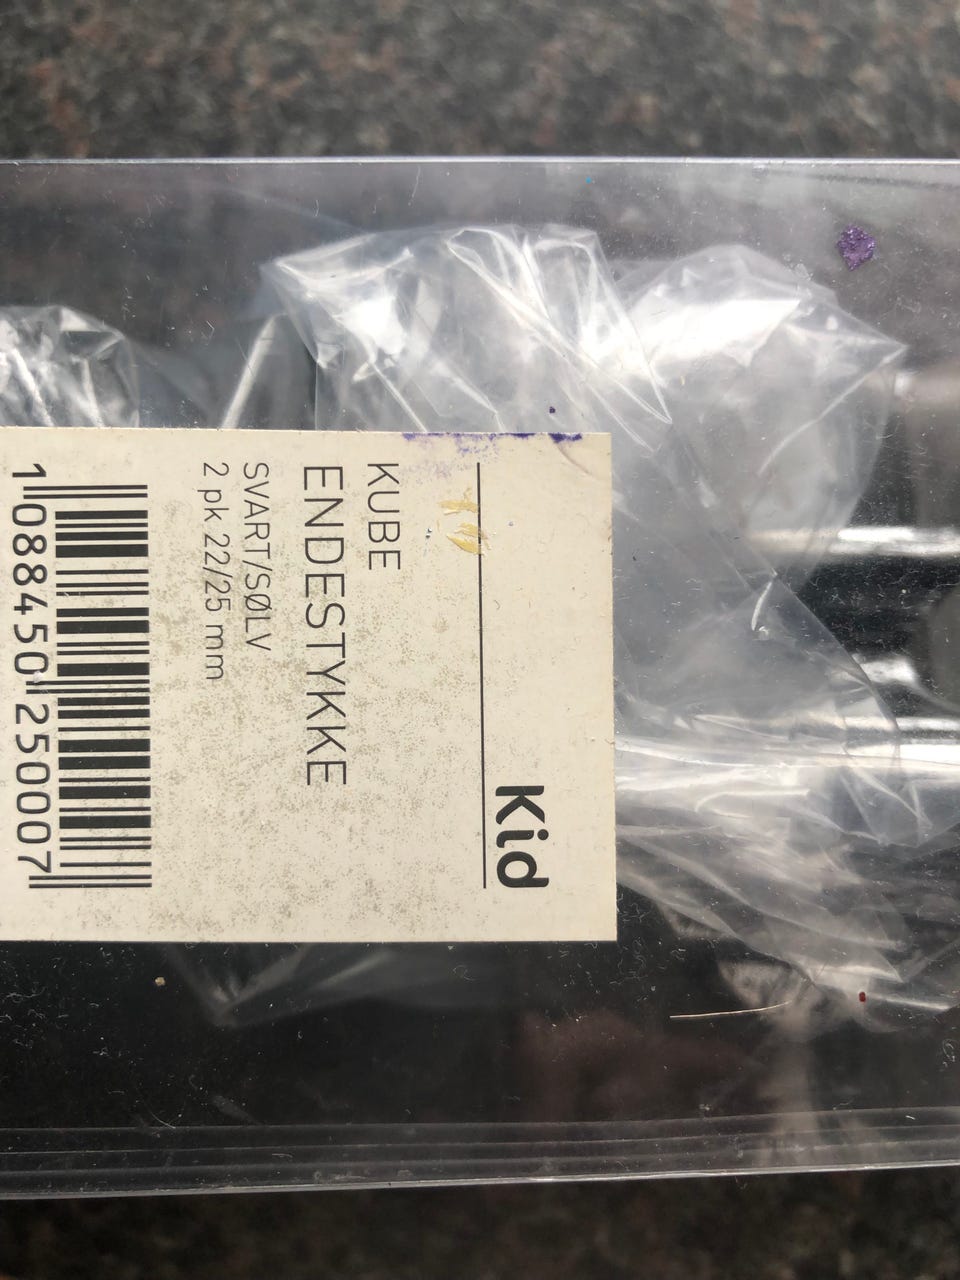 Kid
KUBE
ENDESTYKKE
SVART/SØLV
2 pk 22/25 mm
1 088450 250007